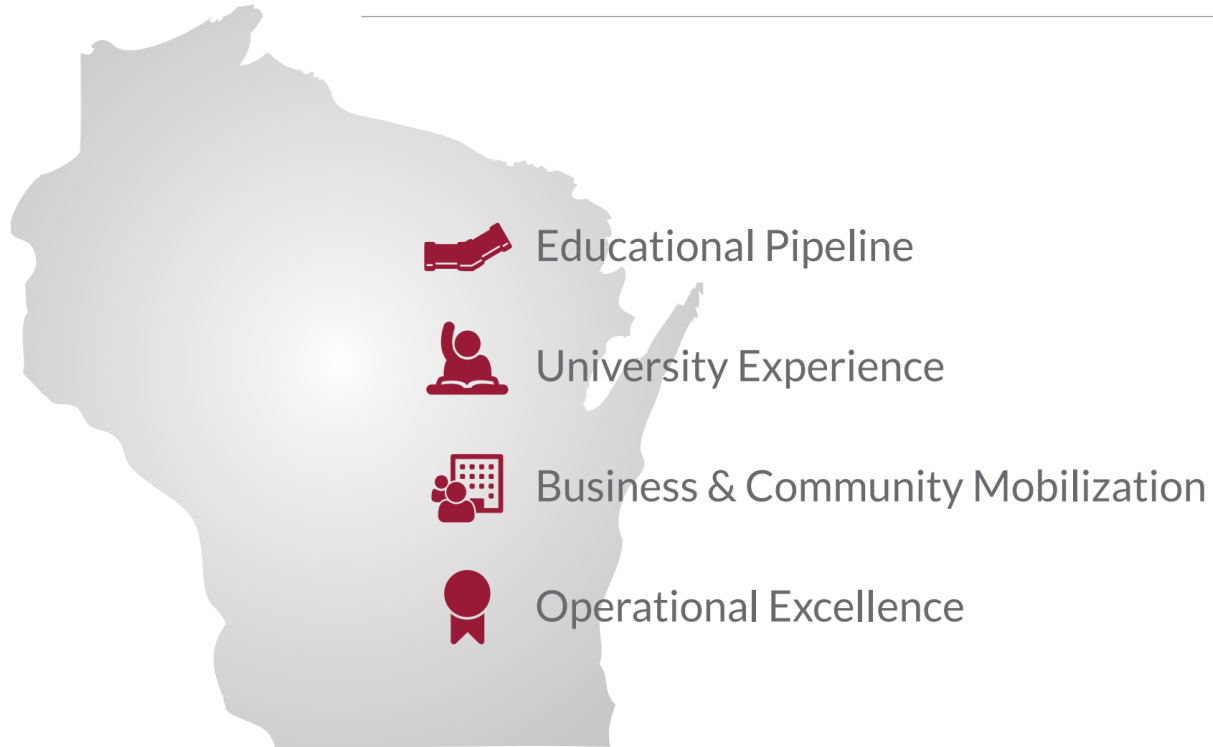 Educational Pipeline
University Experience
Business & Community Mobilization
Operational Excellence